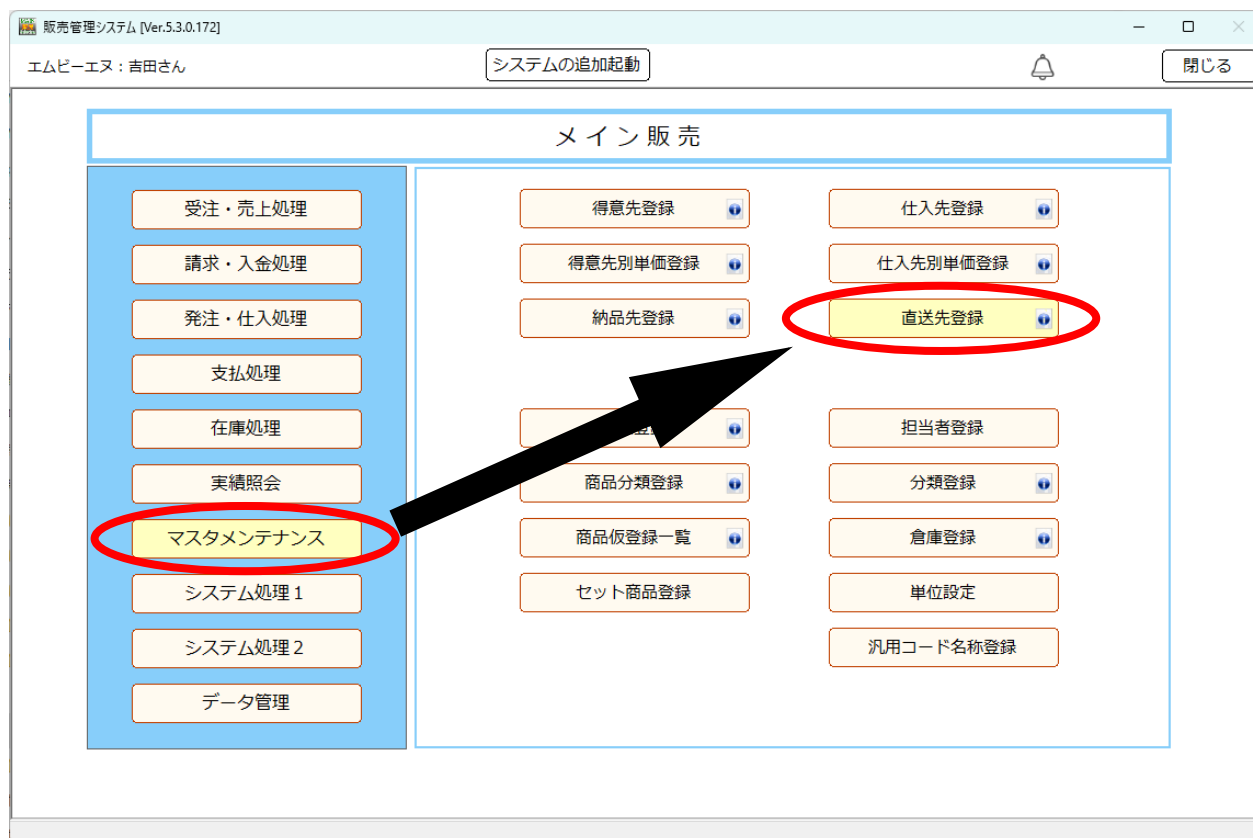 販売管理システム [Ver.5.3.0.172]
エムビーエヌ：吉田さん
システムの追加起動
閉じる
メイン販売
受注・売上処理
請求・入金処理
発注・仕入処理
支払処理
在庫処理
実績照会
マスタメンテナンス
システム処理１
システム処理２
データ管理
得意先登録
仕入先登録
得意先別単価登録
仕入先別単価登録
納品先登録
直送先登録
担当者登録
商品分類登録
分類登録
商品仮登録一覧
倉庫登録
セット商品登録
単位設定
汎用コード名称登録